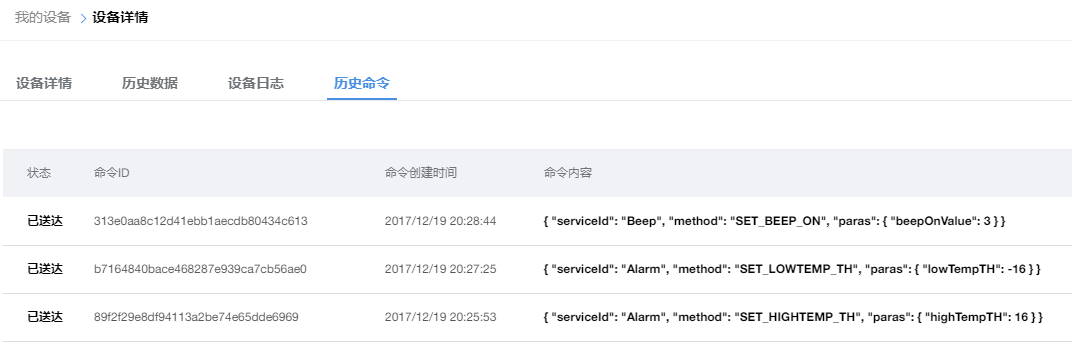 我的设备 > 设备详情
设备详情 历史数据 设备日志 历史命令
状态 命令ID 命令创建时间 命令内容
已送达 313e0aa8c12d41ebb1aecdb80434c613 2017/12/19 20:28:44 { "serviceId": "Beep", "method": "SET_BEEP_ON", "paras": { "beepOnValue": 3 } }
已送达 b7164840bace468287e939ca7cb56ae0 2017/12/19 20:27:25 { "serviceId": "Alarm", "method": "SET_LOWTEMP_TH", "paras": { "lowTempTH": -16 } }
已送达 89f2f29e8df94113a2be74e65dde6969 2017/12/19 20:25:53 { "serviceId": "Alarm", "method": "SET_HIGHTEMP_TH", "paras": { "highTempTH": 16 } }